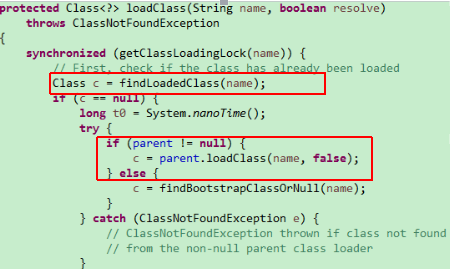 protected Class<?> loadClass(String name, boolean resolve)
throws ClassNotFoundException
{
synchronized (getClassLoadingLock(name)) {
// First, check if the class has already been loaded
Class c = findLoadedClass(name);
if (c == null) {
long t0 = System.nanoTime();
try {
if (parent != null) {
c = parent.loadClass(name, false);
} else {
c = findBootstrapClassOrNull(name);
}
} catch (ClassNotFoundException e) {
// ClassNotFoundException thrown if class not found
// from the non-null parent class loader
}